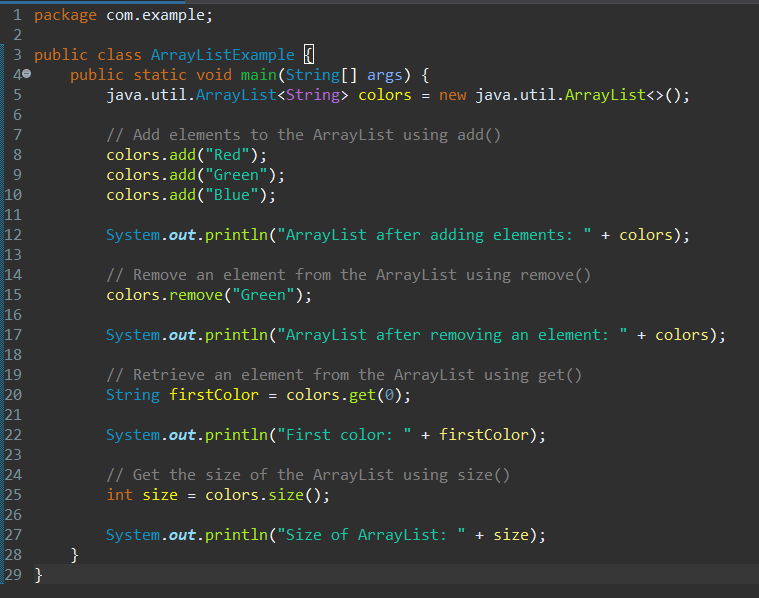 1 package com.example;
2
3 public class ArrayListExample {
4 public static void main(String[] args) {
5 java.util.ArrayList<String> colors = new java.util.ArrayList<>();
6
7 // Add elements to the ArrayList using add()
8 colors.add("Red");
9 colors.add("Green");
10 colors.add("Blue");
11
12 System.out.println("ArrayList after adding elements: " + colors);
13
14 // Remove an element from the ArrayList using remove()
15 colors.remove("Green");
16
17 System.out.println("ArrayList after removing an element: " + colors);
18
19 // Retrieve an element from the ArrayList using get()
20 String firstColor = colors.get(0);
21
22 System.out.println("First color: " + firstColor);
23
24 // Get the size of the ArrayList using size()
25 int size = colors.size();
26
27 System.out.println("Size of ArrayList: " + size);
28 }
29 }